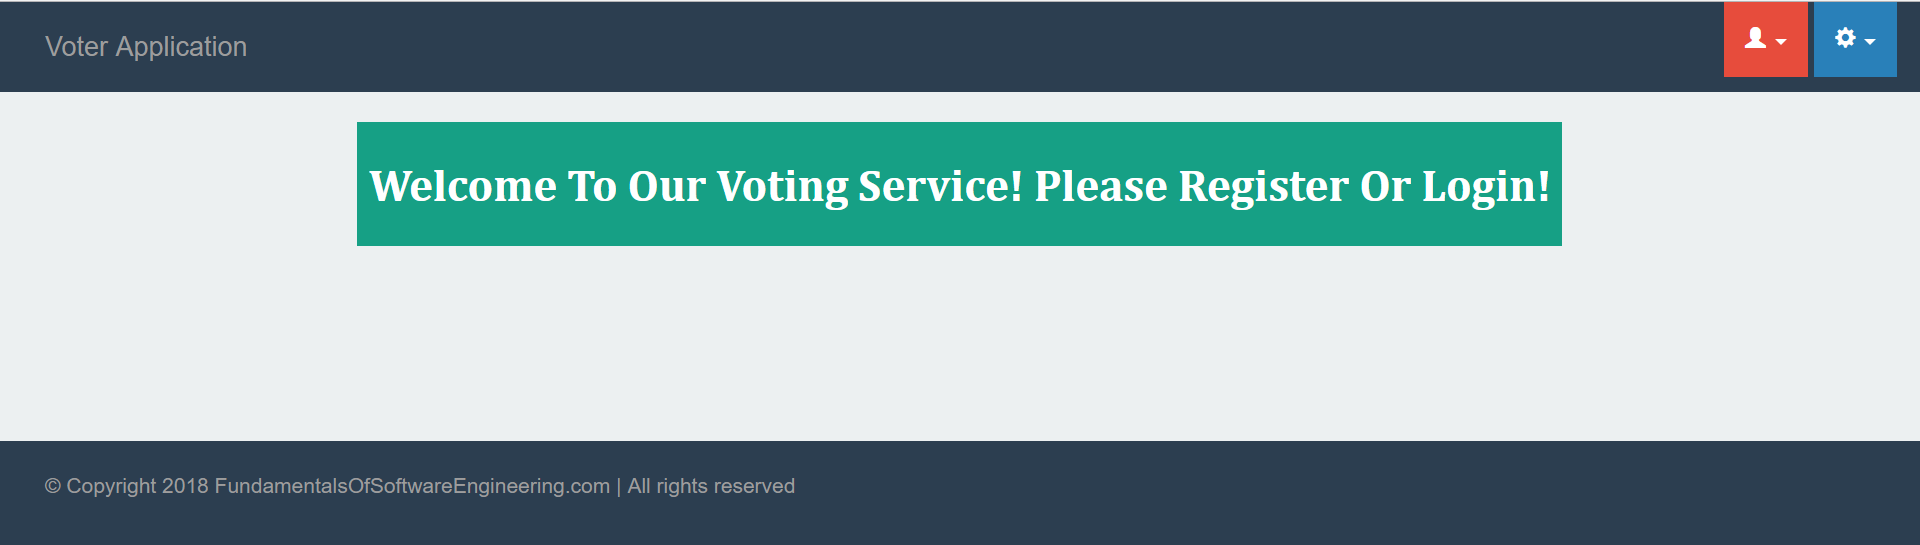 Voter Application
Welcome To Our Voting Service! Please Register Or Login!
© Copyright 2018 FundamentalsOfSoftwareEngineering.com | All rights reserved